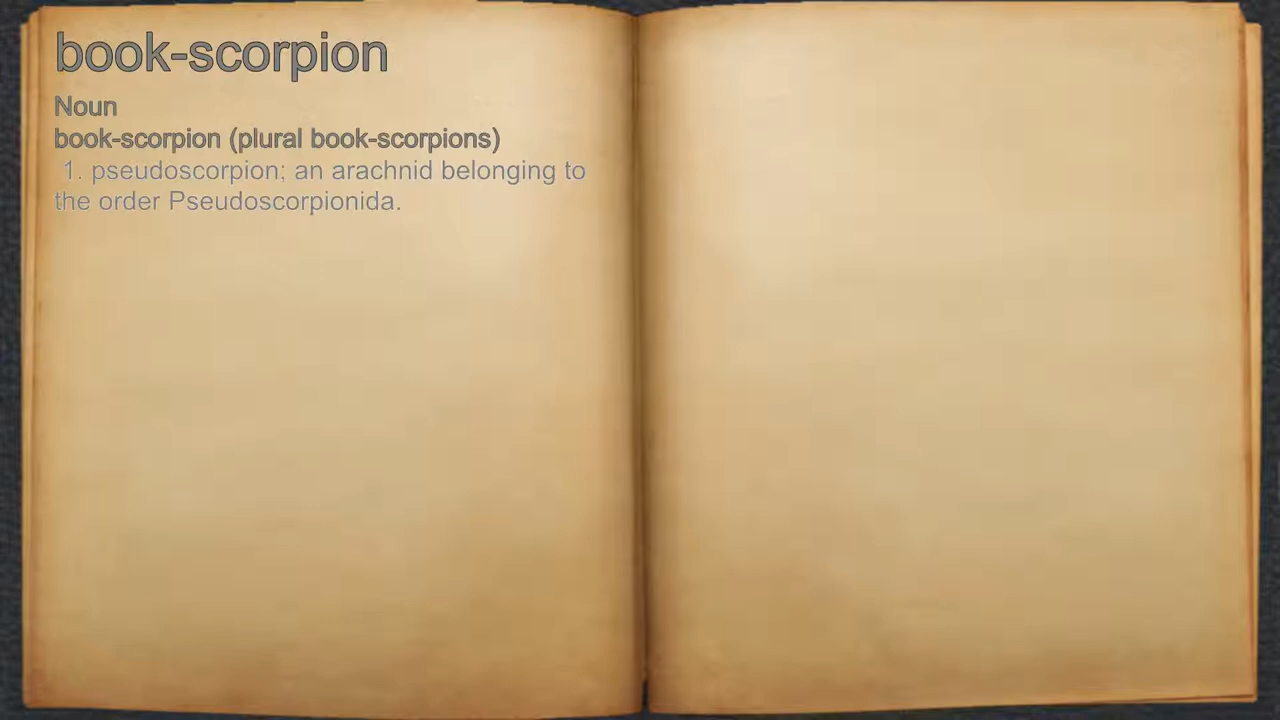 book-scorpion
Noun
book-scorpion (plural book-scorpions)
1. pseudoscorpion; an arachnid belonging to
the order Pseudoscorpionida.